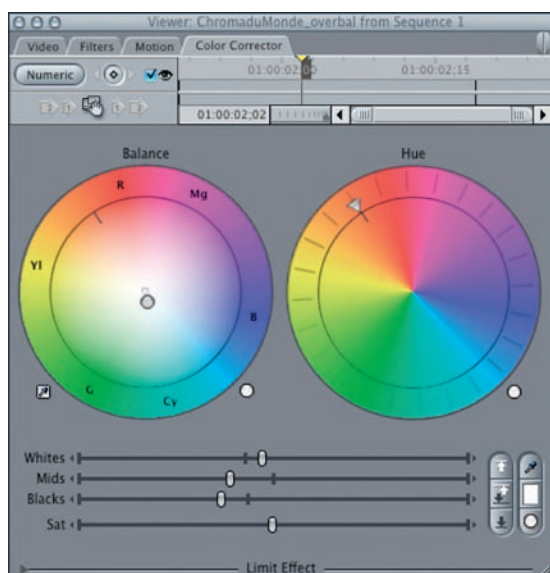 Viewer: ChromaduMonde_overbal from Sequence 1
Video Filters Motion Color Corrector
Numeric 01:00:02;00 01:00:02;15
01:00:02;02
Balance Hue
R
Mg
Yl
B
G
Cy
Whites
Mids
Blacks
Sat
Limit Effect